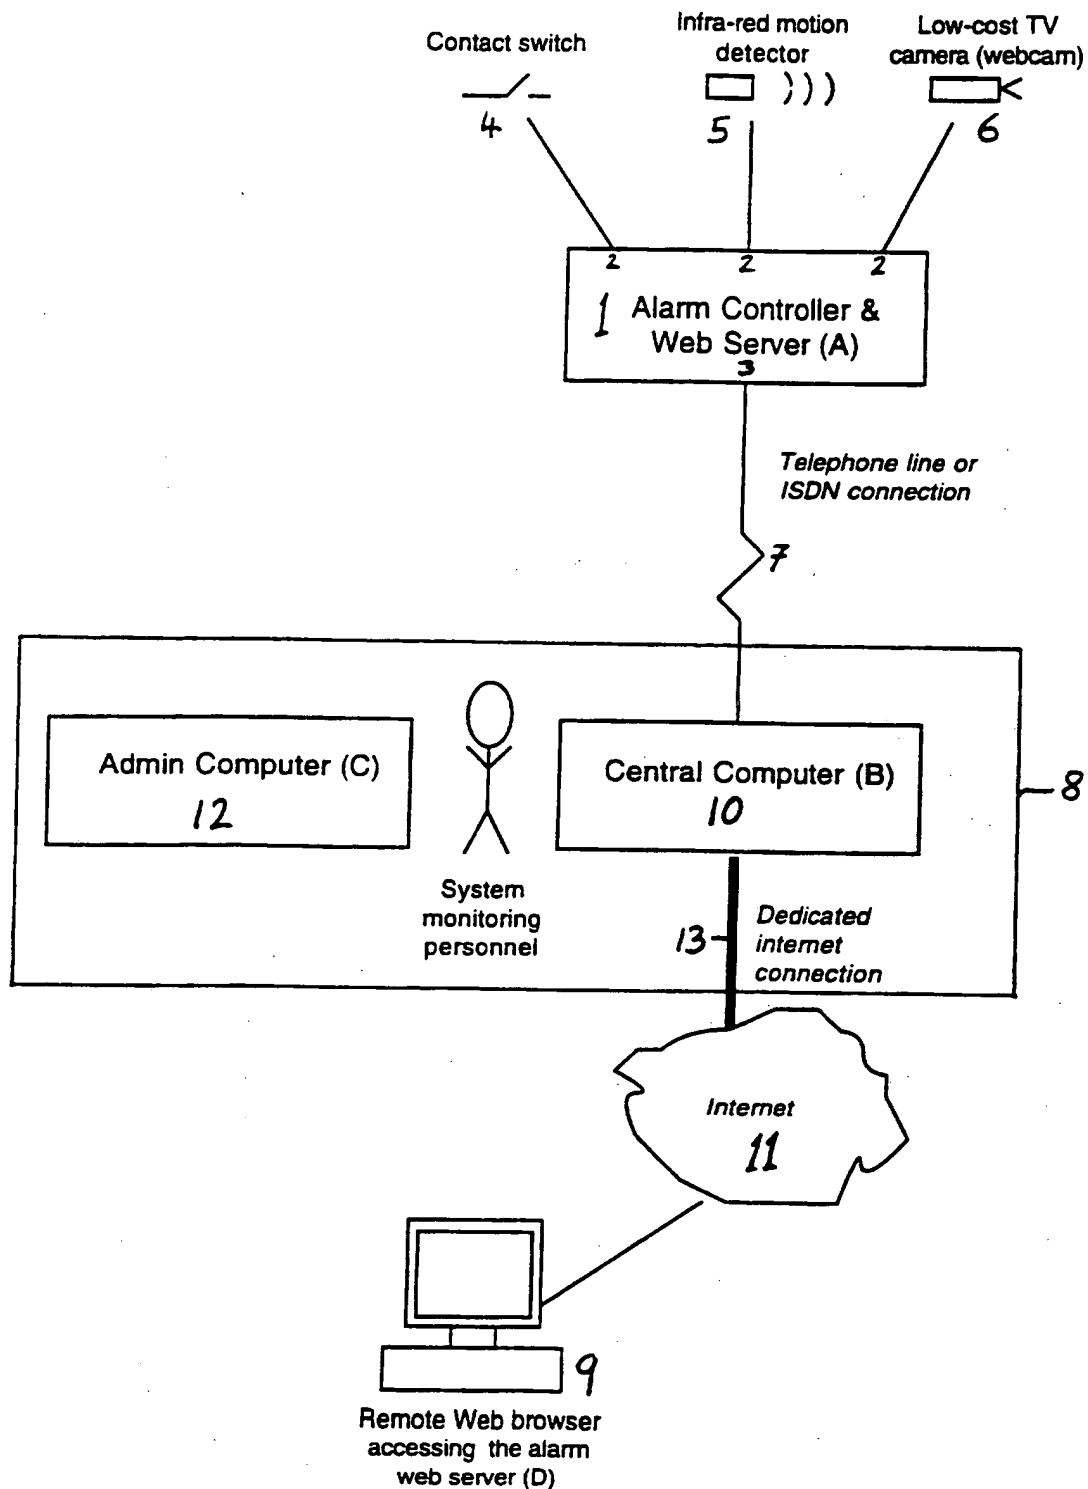 Contact switch
4
Infra-red motion
detector
5
Low-cost TV
camera (webcam)
6
2
2
2
1
Alarm Controller &
Web Server (A)
3
Telephone line or
ISDN connection
7
8
Admin Computer (C)
12
System
monitoring
personnel
Central Computer (B)
10
13
Dedicated
internet
connection
Internet
11
9
Remote Web browser
accessing the alarm
web server (D)